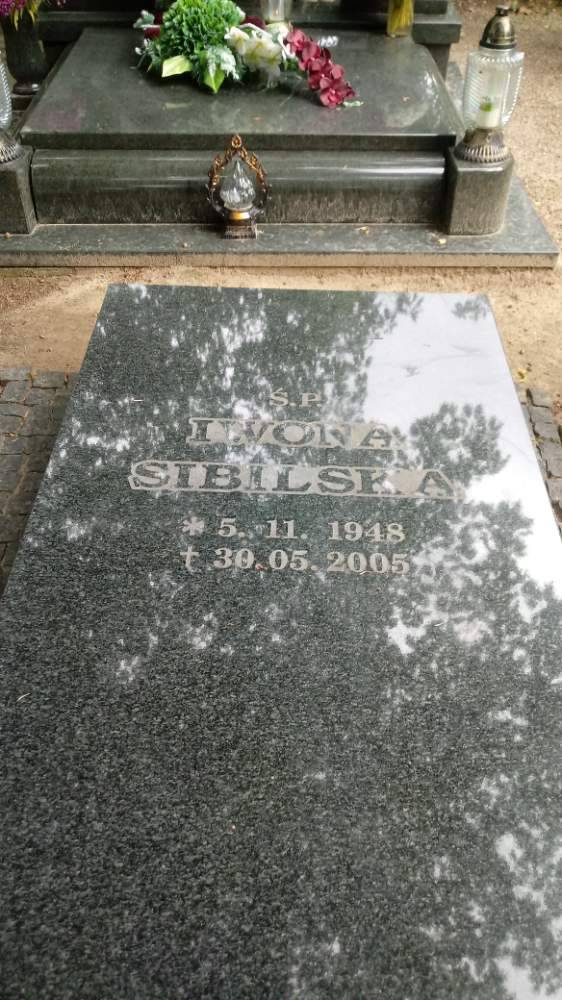 Ś.P.
IWONA
SIBILSKA
* 5. 11. 1948
† 30.05.2005